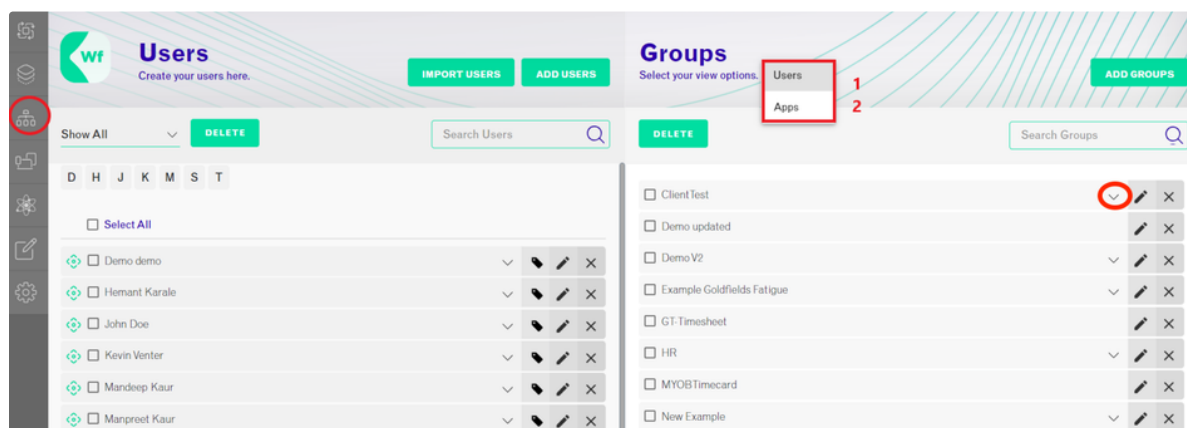 wf
Users
Create your users here.
IMPORT USERS
ADD USERS
Show All
DELETE
Search Users
D H J K M S T
Select All
Demo demo
Hemant Karale
John Doe
Kevin Venter
Mandeep Kaur
Manpreet Kaur
Groups
Select your view options.
Users 1
Apps 2
ADD GROUPS
DELETE
Search Groups
ClientTest
Demo updated
Demo V2
Example Goldfields Fatigue
GT-Timesheet
HR
MYOBTimecard
New Example